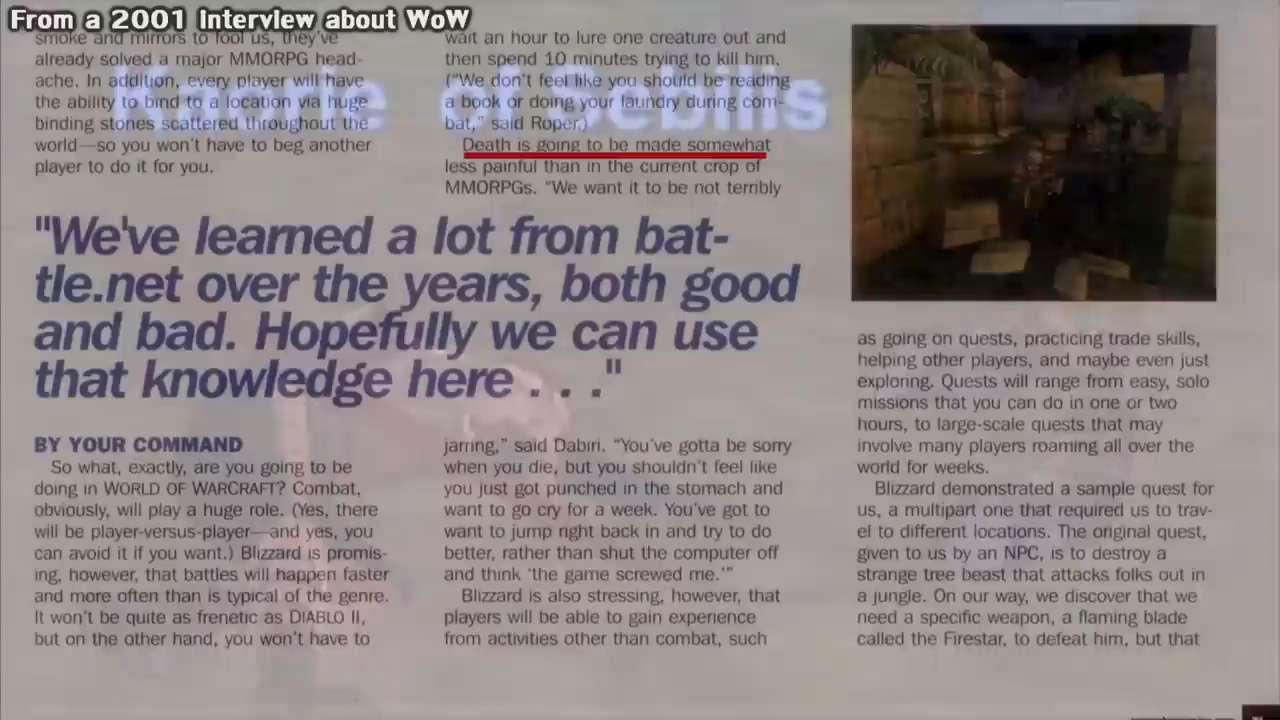 From a 2001 Interview about WoW
smoke and mirrors to fool us, they've
already solved a major MMORPG head-
ache. In addition, every player will have
the ability to bind to a location via huge
binding stones scattered throughout the
world—so you won't have to beg another
player to do it for you.
wait an hour to lure one creature out and
then spend 10 minutes trying to kill him.
("We don't feel like you should be reading
a book or doing your laundry during com-
bat," said Roper.)
Death is going to be made somewhat
less painful than in the current crop of
MMORPGs. "We want it to be not terribly
"We've learned a lot from bat-
tle.net over the years, both good
and bad. Hopefully we can use
that knowledge here . . ."
BY YOUR COMMAND
So what, exactly, are you going to be
doing in WORLD OF WARCRAFT? Combat,
obviously, will play a huge role. (Yes, there
will be player-versus-player—and yes, you
can avoid it if you want.) Blizzard is promis-
ing, however, that battles will happen faster
and more often than is typical of the genre.
It won't be quite as frenetic as DIABLO II,
but on the other hand, you won't have to
jarring," said Dabiri. "You've gotta be sorry
when you die, but you shouldn't feel like
you just got punched in the stomach and
want to go cry for a week. You've got to
want to jump right back in and try to do
better, rather than shut the computer off
and think 'the game screwed me.'"
Blizzard is also stressing, however, that
players will be able to gain experience
from activities other than combat, such
as going on quests, practicing trade skills,
helping other players, and maybe even just
exploring. Quests will range from easy, solo
missions that you can do in one or two
hours, to large-scale quests that may
involve many players roaming all over the
world for weeks.
Blizzard demonstrated a sample quest for
us, a multipart one that required us to trav-
el to different locations. The original quest,
given to us by an NPC, is to destroy a
strange tree beast that attacks folks out in
a jungle. On our way, we discover that we
need a specific weapon, a flaming blade
called the Firestar, to defeat him, but that